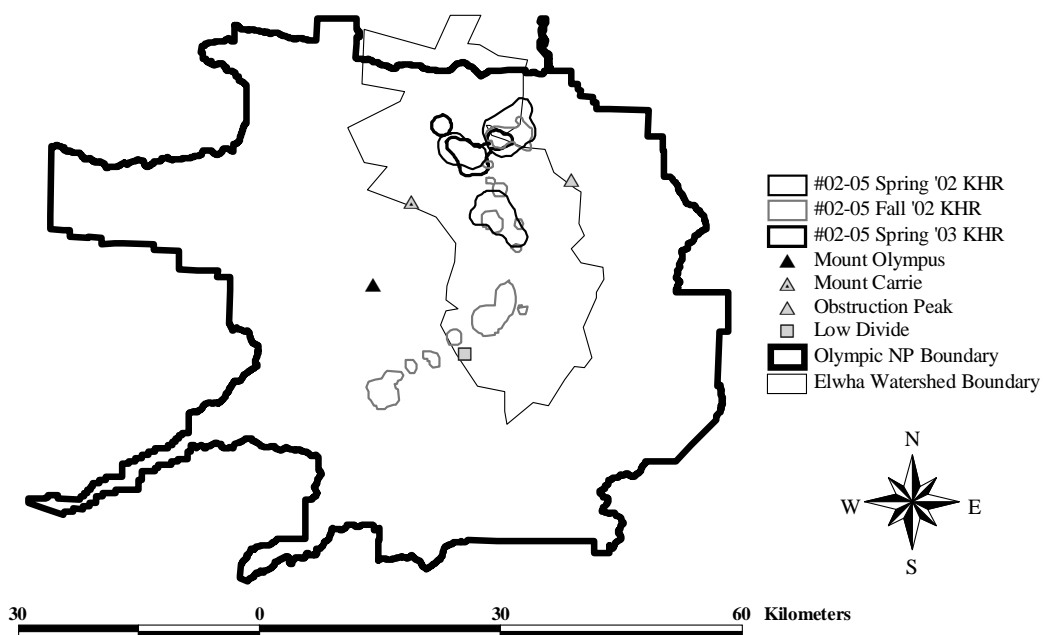 #02-05 Spring '02 KHR
#02-05 Fall '02 KHR
#02-05 Spring '03 KHR
Mount Olympus
Mount Carrie
Obstruction Peak
Low Divide
Olympic NP Boundary
Elwha Watershed Boundary
N
W E
S
30 0 30 60 Kilometers